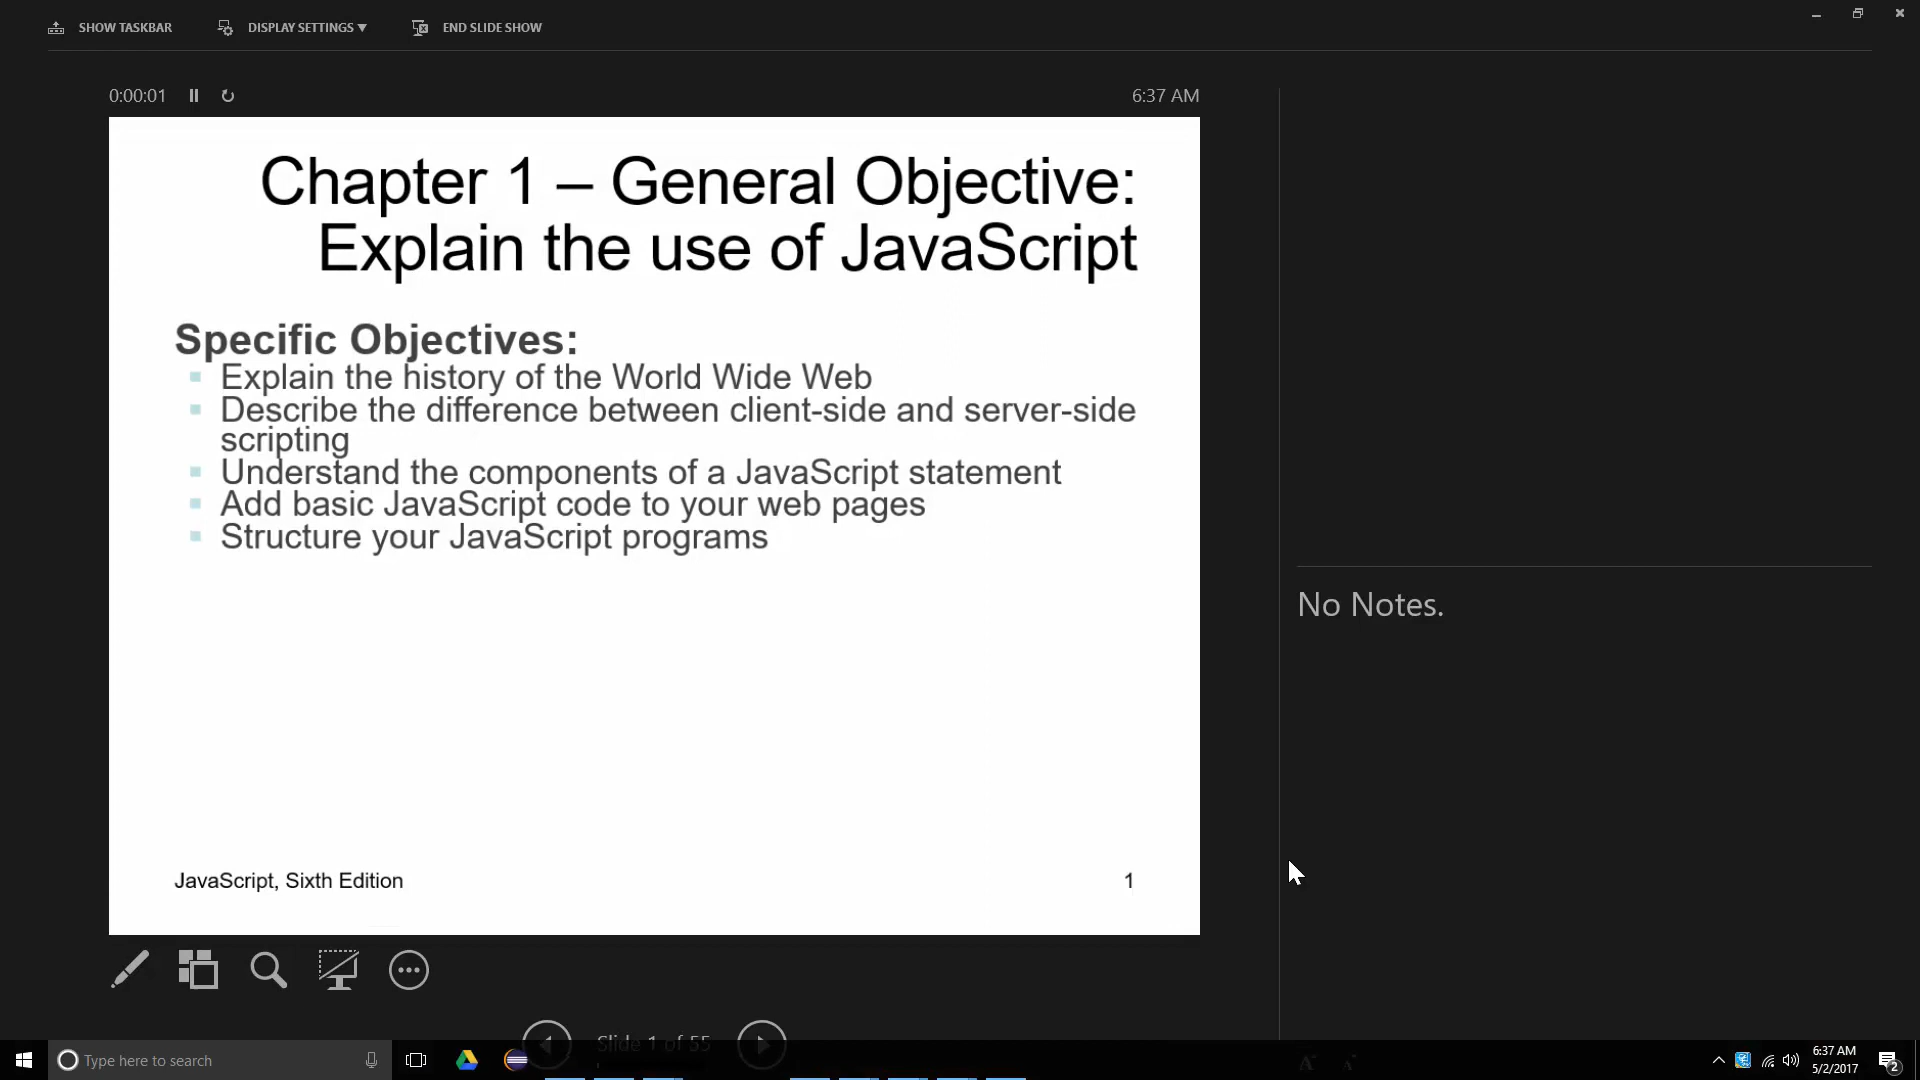 SHOW TASKBAR
DISPLAY SETTINGS ▼
END SLIDE SHOW
0:00:01
6:37 AM
Chapter 1 – General Objective:
Explain the use of JavaScript
Specific Objectives:
Explain the history of the World Wide Web
Describe the difference between client-side and server-side
scripting
Understand the components of a JavaScript statement
Add basic JavaScript code to your web pages
Structure your JavaScript programs
JavaScript, Sixth Edition
1
No Notes.
Slide 1 of 55
A A
Type here to search
6:37 AM
5/2/2017
2